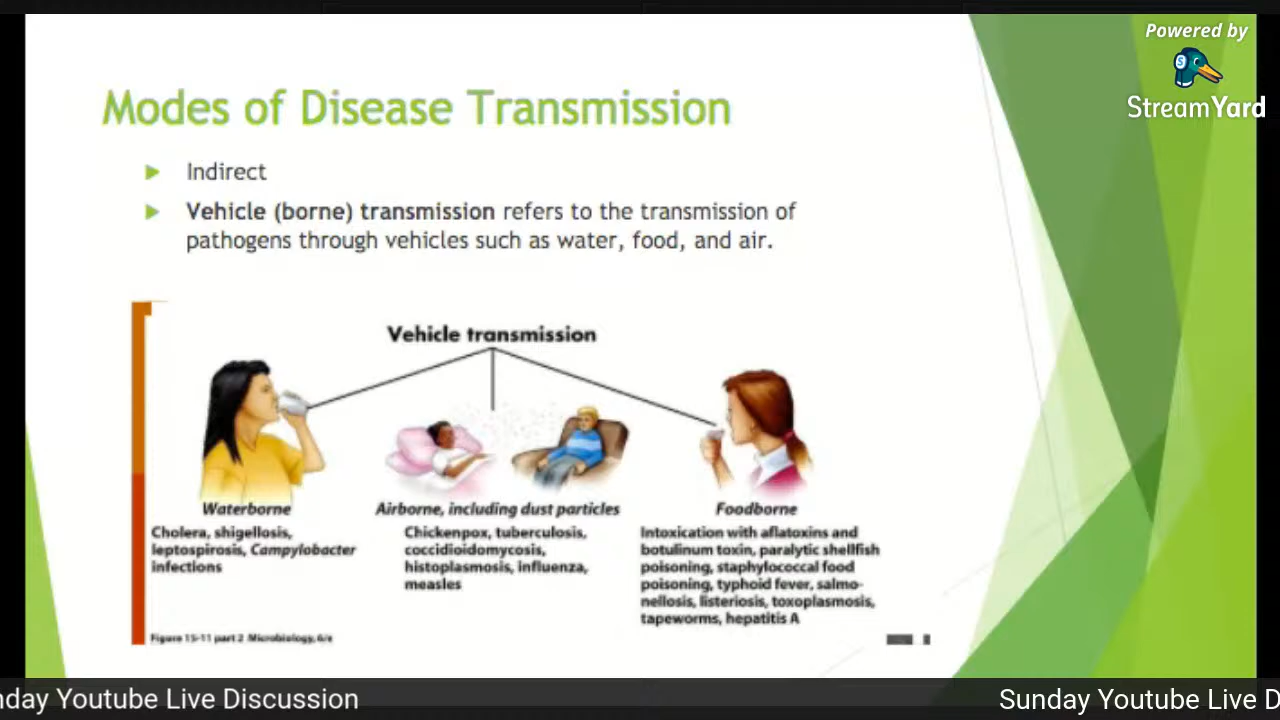 Powered by
StreamYard
Modes of Disease Transmission
Indirect
Vehicle (borne) transmission refers to the transmission of
pathogens through vehicles such as water, food, and air.
Vehicle transmission
Waterborne
Cholera, shigellosis,
leptospirosis, Campylobacter
infections
Airborne, including dust particles
Chickenpox, tuberculosis,
coccidioidomycosis,
histoplasmosis, influenza,
measles
Foodborne
Intoxication with aflatoxins and
botulinum toxin, paralytic shellfish
poisoning, staphylococcal food
poisoning, typhoid fever, salmo-
nellosis, listeriosis, toxoplasmosis,
tapeworms, hepatitis A
Figure 15-11 part 2 Microbiology, 6/e
nday Youtube Live Discussion
Sunday Youtube Live D